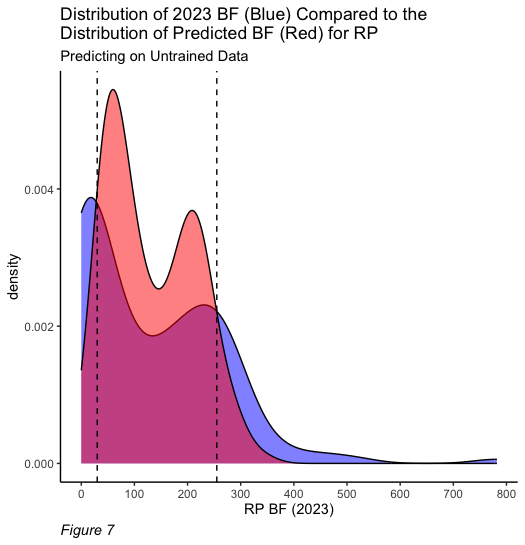 Distribution of 2023 BF (Blue) Compared to the
Distribution of Predicted BF (Red) for RP
Predicting on Untrained Data
density
0.004
0.002
0.000
0 100 200 300 400 500 600 700 800
RP BF (2023)
Figure 7